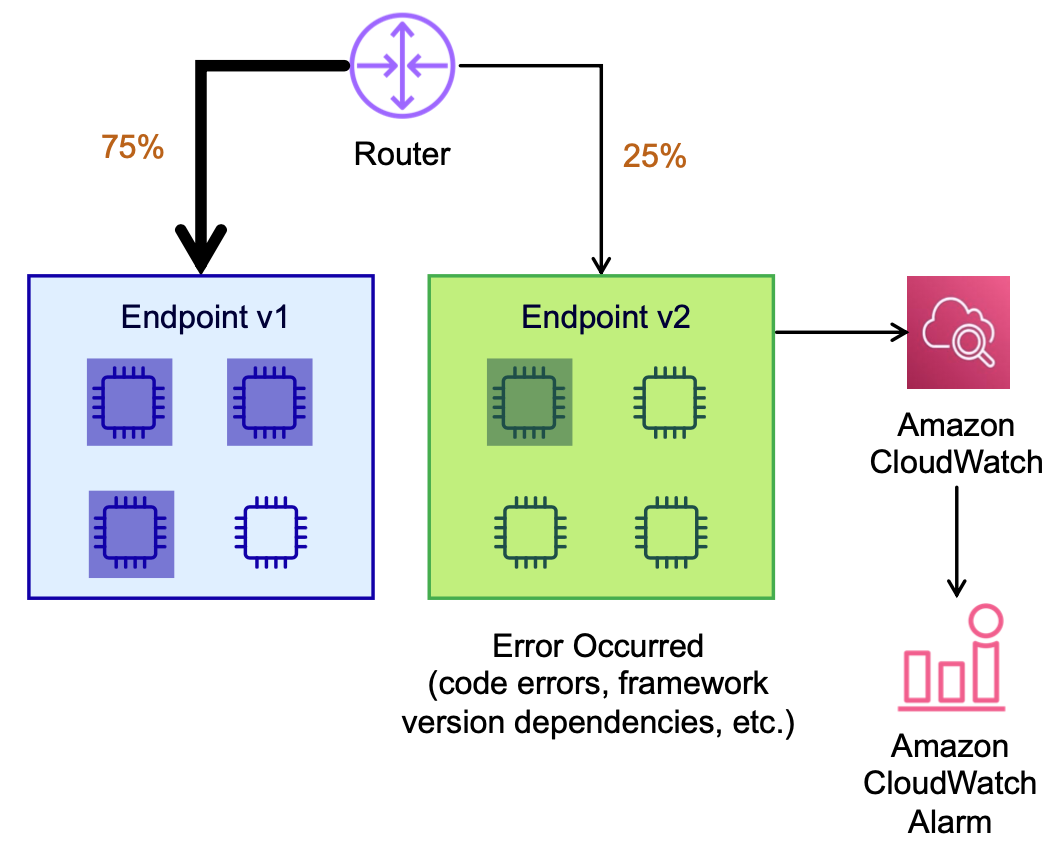 75%
Router
25%
Endpoint v1
Endpoint v2
Amazon
CloudWatch
Error Occurred
(code errors, framework
version dependencies, etc.)
Amazon
CloudWatch
Alarm